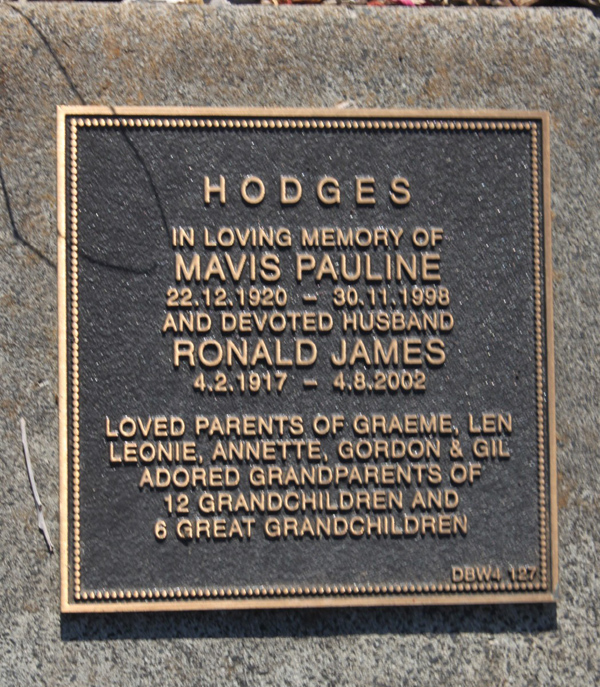 HODGES
IN LOVING MEMORY OF
MAVIS PAULINE
22.12.1920 – 30.11.1998
AND DEVOTED HUSBAND
RONALD JAMES
4.2.1917 – 4.8.2002
LOVED PARENTS OF GRAEME, LEN
LEONIE, ANNETTE, GORDON & GIL
ADORED GRANDPARENTS OF
12 GRANDCHILDREN AND
6 GREAT GRANDCHILDREN
DBW4 127